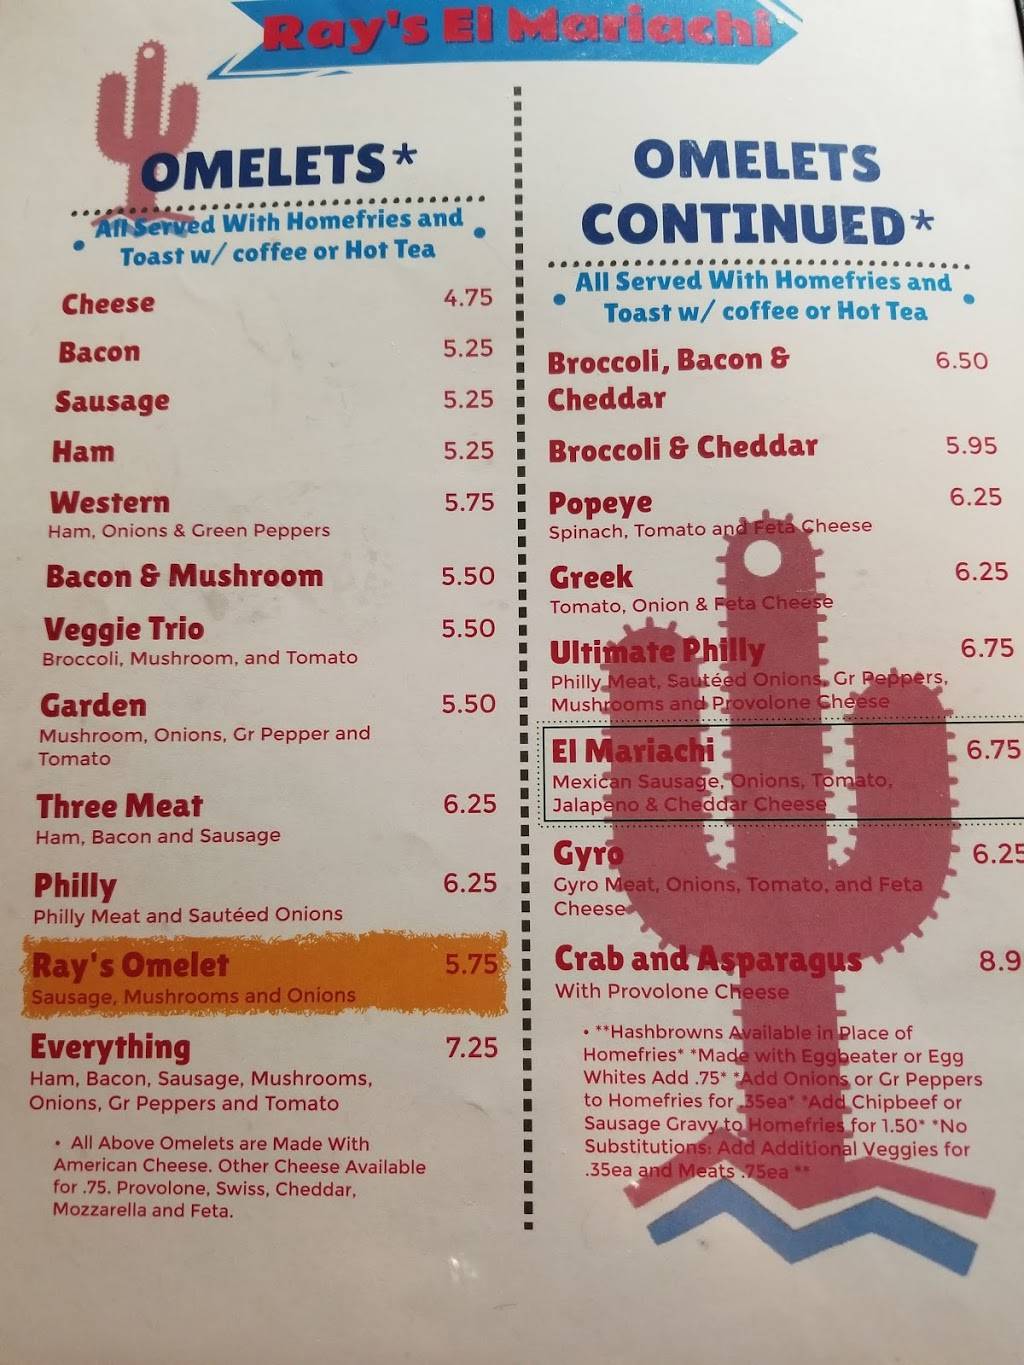 Ray's El Mariachi
OMELETS*
All Served With Homefries and
Toast w/ coffee or Hot Tea
Cheese 4.75
Bacon 5.25
Sausage 5.25
Ham 5.25
Western 5.75
Ham, Onions & Green Peppers
Bacon & Mushroom 5.50
Veggie Trio 5.50
Broccoli, Mushroom, and Tomato
Garden 5.50
Mushroom, Onions, Gr Pepper and
Tomato
Three Meat 6.25
Ham, Bacon and Sausage
Philly 6.25
Philly Meat and Sautéed Onions
Ray's Omelet 5.75
Sausage, Mushrooms and Onions
Everything 7.25
Ham, Bacon, Sausage, Mushrooms,
Onions, Gr Peppers and Tomato
• All Above Omelets are Made With
American Cheese. Other Cheese Available
for .75. Provolone, Swiss, Cheddar,
Mozzarella and Feta.
OMELETS
CONTINUED*
All Served With Homefries and
Toast w/ coffee or Hot Tea
Broccoli, Bacon & 6.50
Cheddar
Broccoli & Cheddar 5.95
Popeye 6.25
Spinach, Tomato and Feta Cheese
Greek 6.25
Tomato, Onion & Feta Cheese
Ultimate Philly 6.75
Philly Meat, Sautéed Onions, Gr Peppers,
Mushrooms and Provolone Cheese
El Mariachi 6.75
Mexican Sausage, Onions, Tomato,
Jalapeno & Cheddar Cheese
Gyro 6.25
Gyro Meat, Onions, Tomato, and Feta
Cheese
Crab and Asparagus 8.9
With Provolone Cheese
• **Hashbrowns Available in Place of
Homefries* *Made with Eggbeater or Egg
Whites Add .75* *Add Onions or Gr Peppers
to Homefries for .35ea* *Add Chipbeef or
Sausage Gravy to Homefries for 1.50* *No
Substitutions: Add Additional Veggies for
.35ea and Meats .75ea **